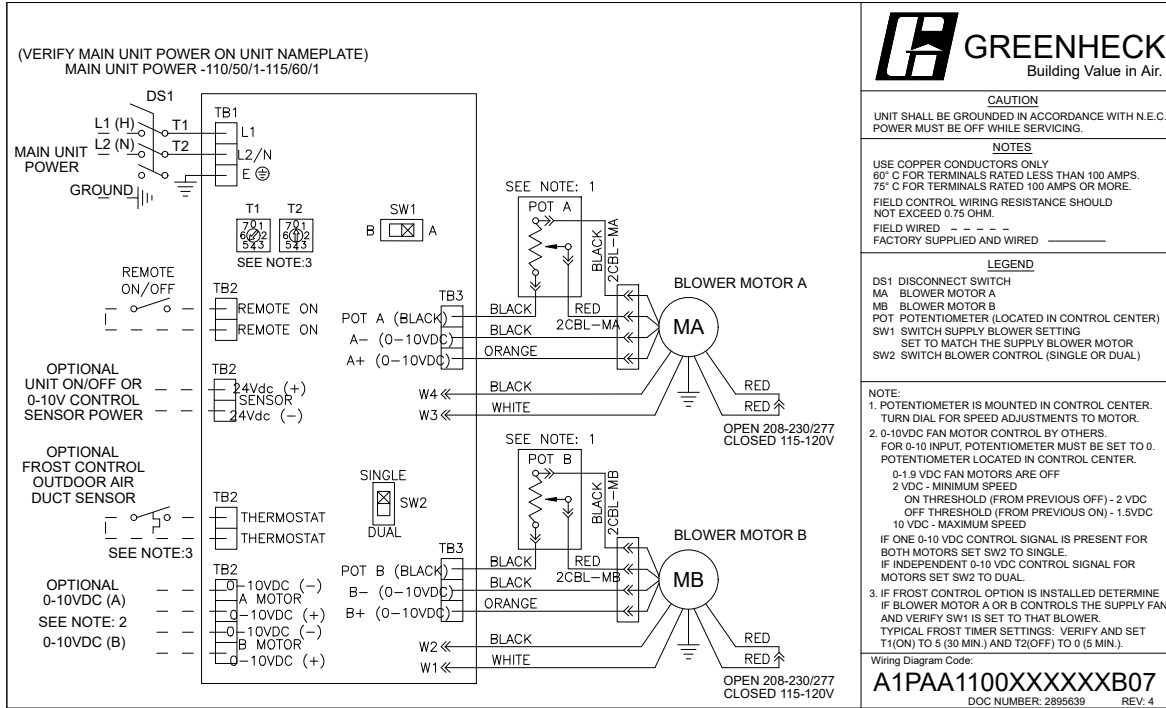 (VERIFY MAIN UNIT POWER ON UNIT NAMEPLATE)
MAIN UNIT POWER -110/50/1-115/60/1
DS1
L1 (H)
T1
L2 (N)
T2
MAIN UNIT
POWER
GROUND
TB1
L1
L2/N
E
T1
T2
7 0 1
6 2
5 4 3
7 0 1
6 2
5 4 3
SEE NOTE:3
SW1
B
A
REMOTE
ON/OFF
TB2
REMOTE ON
REMOTE ON
OPTIONAL
UNIT ON/OFF OR
0-10V CONTROL
SENSOR POWER
TB2
24Vdc (+)
SENSOR
24Vdc (-)
OPTIONAL
FROST CONTROL
OUTDOOR AIR
DUCT SENSOR
SEE NOTE:3
TB2
THERMOSTAT
THERMOSTAT
SINGLE
SW2
DUAL
OPTIONAL
0-10VDC (A)
SEE NOTE: 2
0-10VDC (B)
TB2
0-10VDC (-)
A MOTOR
0-10VDC (+)
0-10VDC (-)
B MOTOR
0-10VDC (+)
SEE NOTE: 1
POT A
BLACK
2CBL-MA
BLOWER MOTOR A
TB3
POT A (BLACK)
BLACK
RED
2CBL-MA
A- (0-10VDC)
BLACK
A+ (0-10VDC)
ORANGE
MA
W4
BLACK
W3
WHITE
RED
RED
OPEN 208-230/277
CLOSED 115-120V
SEE NOTE: 1
POT B
BLACK
2CBL-MB
BLOWER MOTOR B
TB3
POT B (BLACK)
BLACK
RED
2CBL-MB
B- (0-10VDC)
BLACK
B+ (0-10VDC)
ORANGE
MB
W2
BLACK
W1
WHITE
RED
RED
OPEN 208-230/277
CLOSED 115-120V
GREENHECK
Building Value in Air.
CAUTION
UNIT SHALL BE GROUNDED IN ACCORDANCE WITH N.E.C.
POWER MUST BE OFF WHILE SERVICING.
NOTES
USE COPPER CONDUCTORS ONLY
60° C FOR TERMINALS RATED LESS THAN 100 AMPS.
75° C FOR TERMINALS RATED 100 AMPS OR MORE.
FIELD CONTROL WIRING RESISTANCE SHOULD
NOT EXCEED 0.75 OHM.
FIELD WIRED
FACTORY SUPPLIED AND WIRED
LEGEND
DS1 DISCONNECT SWITCH
MA BLOWER MOTOR A
MB BLOWER MOTOR B
POT POTENTIOMETER (LOCATED IN CONTROL CENTER)
SW1 SWITCH SUPPLY BLOWER SETTING
SET TO MATCH THE SUPPLY BLOWER MOTOR
SW2 SWITCH BLOWER CONTROL (SINGLE OR DUAL)
NOTE:
1. POTENTIOMETER IS MOUNTED IN CONTROL CENTER.
TURN DIAL FOR SPEED ADJUSTMENTS TO MOTOR.
2. 0-10VDC FAN MOTOR CONTROL BY OTHERS.
FOR 0-10 INPUT, POTENTIOMETER MUST BE SET TO 0.
POTENTIOMETER LOCATED IN CONTROL CENTER.
0-1.9 VDC FAN MOTORS ARE OFF
2 VDC - MINIMUM SPEED
ON THRESHOLD (FROM PREVIOUS OFF) - 2 VDC
OFF THRESHOLD (FROM PREVIOUS ON) - 1.5VDC
10 VDC - MAXIMUM SPEED
IF ONE 0-10 VDC CONTROL SIGNAL IS PRESENT FOR
BOTH MOTORS SET SW2 TO SINGLE.
IF INDEPENDENT 0-10 VDC CONTROL SIGNAL FOR
MOTORS SET SW2 TO DUAL.
3. IF FROST CONTROL OPTION IS INSTALLED DETERMINE
IF BLOWER MOTOR A OR B CONTROLS THE SUPPLY FAN
AND VERIFY SW1 IS SET TO THAT BLOWER.
TYPICAL FROST TIMER SETTINGS: VERIFY AND SET
T1(ON) TO 5 (30 MIN.) AND T2(OFF) TO 0 (5 MIN.).
Wiring Diagram Code:
A1PAA1100XXXXXXB07
DOC NUMBER: 2895639 REV: 4